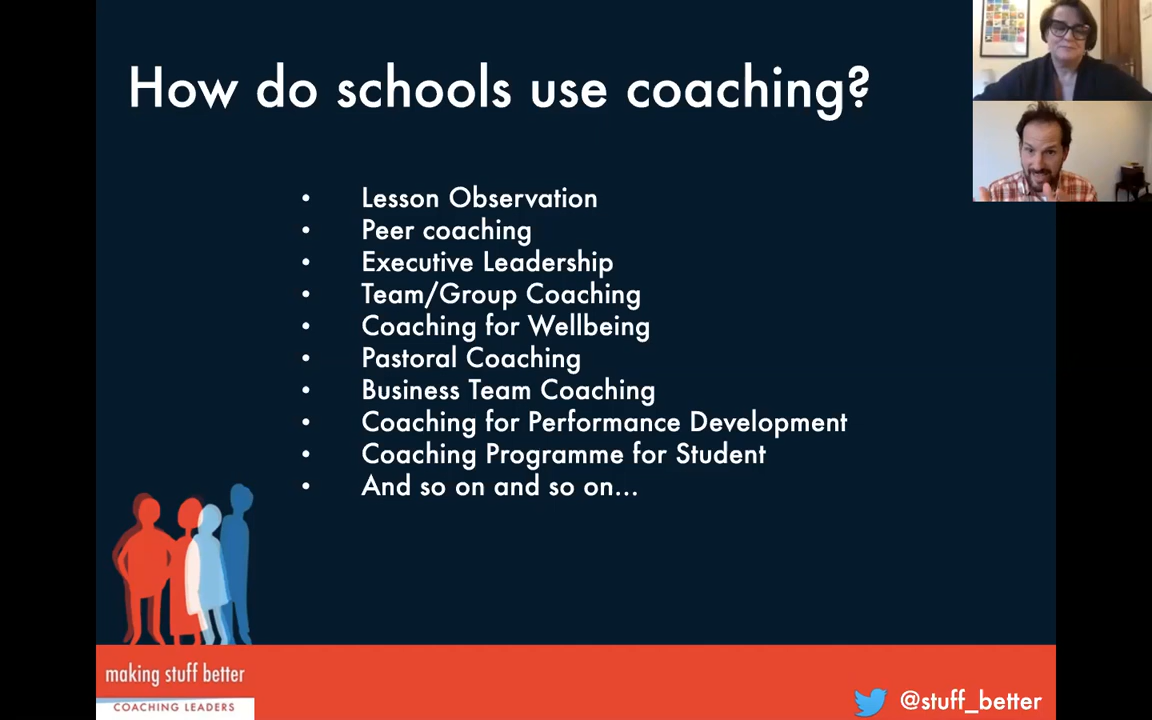 How do schools use coaching?
• Lesson Observation
• Peer coaching
• Executive Leadership
• Team/Group Coaching
• Coaching for Wellbeing
• Pastoral Coaching
• Business Team Coaching
• Coaching for Performance Development
• Coaching Programme for Student
• And so on and so on...
making stuff better
COACHING LEADERS
@stuff_better